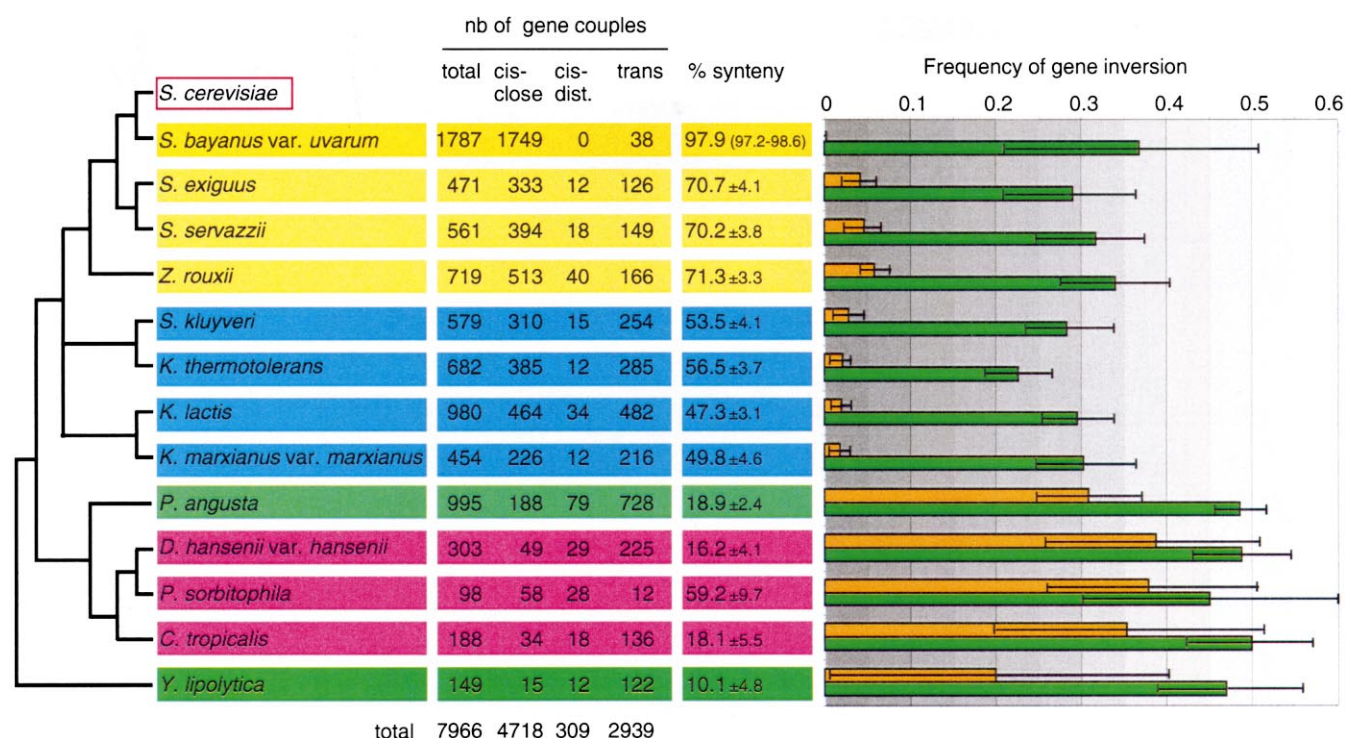 nb of gene couples
total cis-close cis-dist. trans % synteny Frequency of gene inversion
0 0.1 0.2 0.3 0.4 0.5 0.6
S. cerevisiae
S. bayanus var. uvarum 1787 1749 0 38 97.9 (97.2-98.6)
S. exiguus 471 333 12 126 70.7 ±4.1
S. servazzii 561 394 18 149 70.2 ±3.8
Z. rouxii 719 513 40 166 71.3 ±3.3
S. kluyveri 579 310 15 254 53.5 ±4.1
K. thermotolerans 682 385 12 285 56.5 ±3.7
K. lactis 980 464 34 482 47.3 ±3.1
K. marxianus var. marxianus 454 226 12 216 49.8 ±4.6
P. angusta 995 188 79 728 18.9 ±2.4
D. hansenii var. hansenii 303 49 29 225 16.2 ±4.1
P. sorbitophila 98 58 28 12 59.2 ±9.7
C. tropicalis 188 34 18 136 18.1 ±5.5
Y. lipolytica 149 15 12 122 10.1 ±4.8
total 7966 4718 309 2939